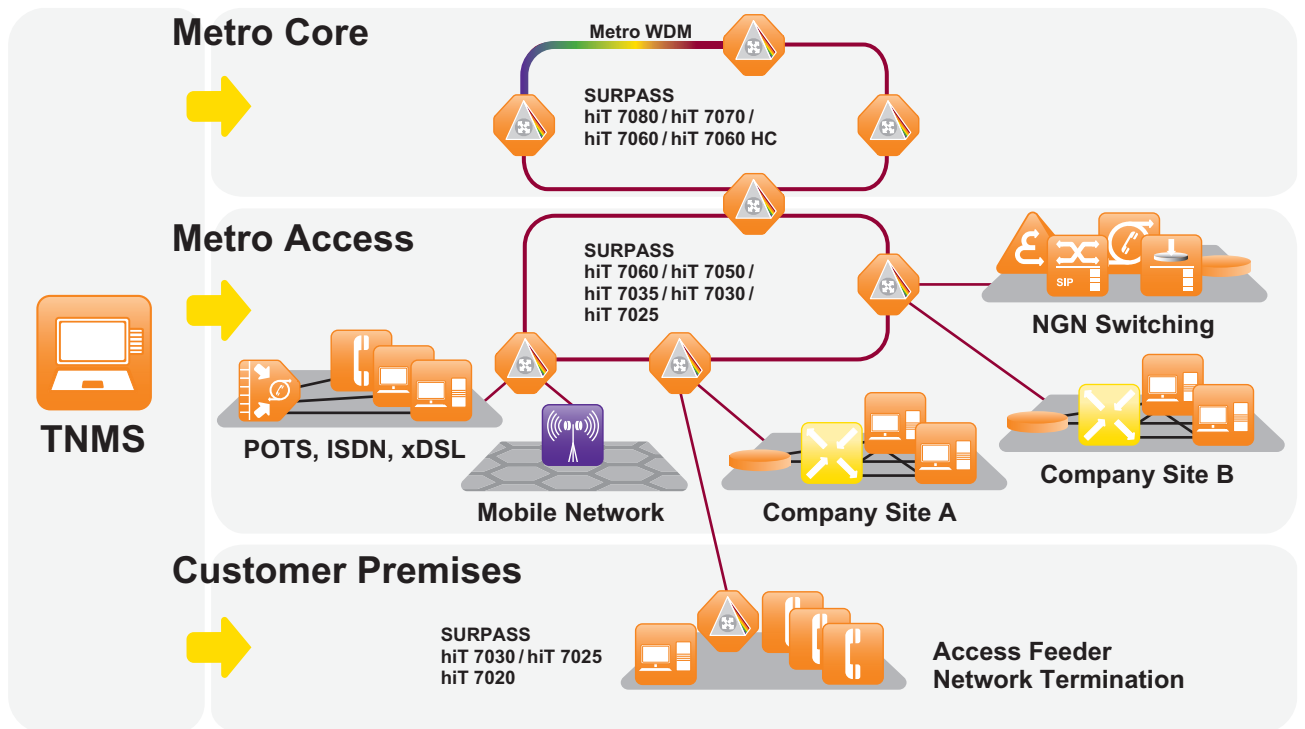 Metro Core
Metro WDM
SURPASS
hiT 7080 / hiT 7070 /
hiT 7060 / hiT 7060 HC
Metro Access
SURPASS
hiT 7060 / hiT 7050 /
hiT 7035 / hiT 7030 /
hiT 7025
SIP
NGN Switching
TNMS
POTS, ISDN, xDSL
Mobile Network
Company Site A
Company Site B
Customer Premises
SURPASS
hiT 7030 / hiT 7025
hiT 7020
Access Feeder
Network Termination